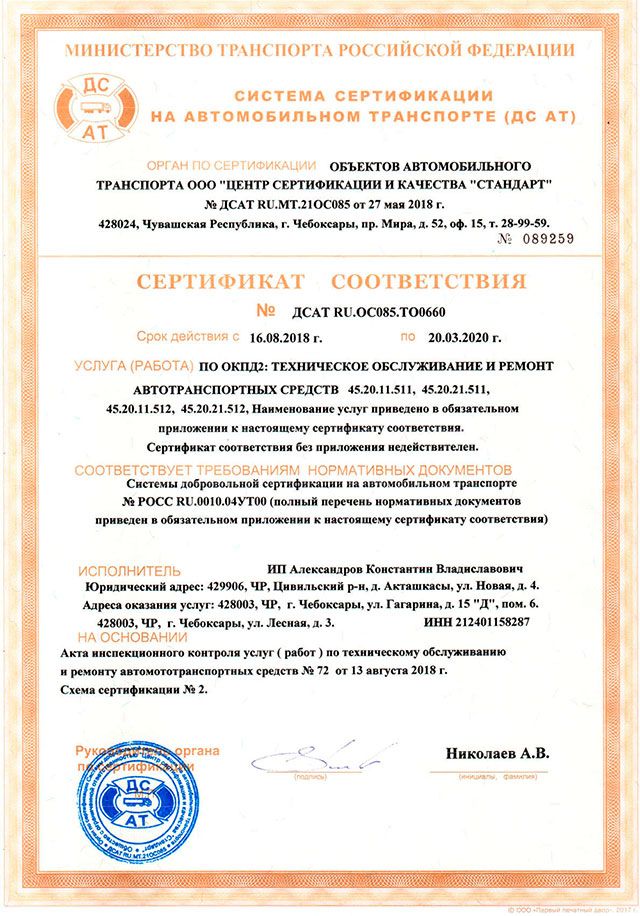 МИНИСТЕРСТВО ТРАНСПОРТА РОССИЙСКОЙ ФЕДЕРАЦИИ
ДС
АТ
СИСТЕМА СЕРТИФИКАЦИИ
НА АВТОМОБИЛЬНОМ ТРАНСПОРТЕ (ДС АТ)
ОРГАН ПО СЕРТИФИКАЦИИ ОБЪЕКТОВ АВТОМОБИЛЬНОГО
ТРАНСПОРТА ООО "ЦЕНТР СЕРТИФИКАЦИИ И КАЧЕСТВА "СТАНДАРТ"
№ ДСАТ RU.МТ.21ОС085 от 27 мая 2018 г.
428024, Чувашская Республика, г. Чебоксары, пр. Мира, д. 52, оф. 15, т. 28-99-59.
№ 089259
СЕРТИФИКАТ СООТВЕТСТВИЯ
№ ДСАТ RU.ОС085.ТО0660
Срок действия с 16.08.2018 г. по 20.03.2020 г.
УСЛУГА (РАБОТА) ПО ОКПД2: ТЕХНИЧЕСКОЕ ОБСЛУЖИВАНИЕ И РЕМОНТ
АВТОТРАНСПОРТНЫХ СРЕДСТВ 45.20.11.511, 45.20.21.511,
45.20.11.512, 45.20.21.512, Наименование услуг приведено в обязательном
приложении к настоящему сертификату соответствия.
Сертификат соответствия без приложения недействителен.
СООТВЕТСТВУЕТ ТРЕБОВАНИЯМ НОРМАТИВНЫХ ДОКУМЕНТОВ
Системы добровольной сертификации на автомобильном транспорте
№ РОСС RU.0010.04УТ00 (полный перечень нормативных документов
приведен в обязательном приложении к настоящему сертификату соответствия)
ИСПОЛНИТЕЛЬ ИП Александров Константин Владиславович
Юридический адрес: 429906, ЧР, Цивильский р-н, д. Акташкасы, ул. Новая, д. 4.
Адреса оказания услуг: 428003, ЧР, г. Чебоксары, ул. Гагарина, д. 15 "Д", пом. 6.
428003, ЧР, г. Чебоксары, ул. Лесная, д. 3. ИНН 212401158287
НА ОСНОВАНИИ
Акта инспекционного контроля услуг ( работ ) по техническому обслуживанию
и ремонту автомототранспортных средств № 72 от 13 августа 2018 г.
Схема сертификации № 2.
Руководитель органа
по сертификации
Николаев А.В.
(подпись) (инициалы, фамилия)
ДС
АТ
ДСАТ RU.МТ.21ОС085
© ООО «Первый печатный двор», 2017 г.